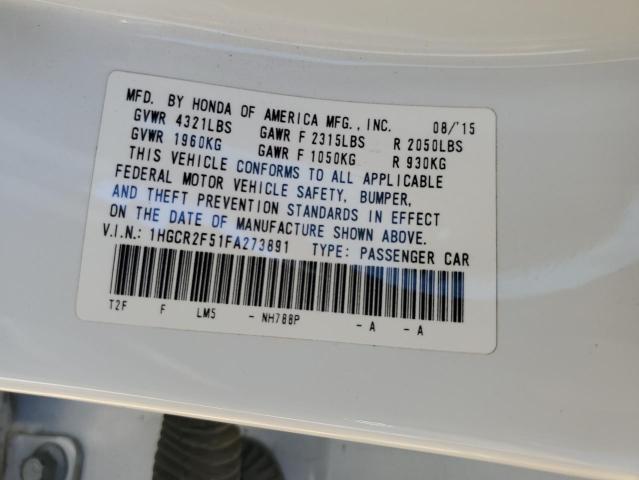 MFD. BY HONDA OF AMERICA MFG., INC. 08/'15
GVWR 4321LBS GAWR F 2315LBS R 2050LBS
GVWR 1960KG GAWR F 1050KG R 930KG
THIS VEHICLE CONFORMS TO ALL APPLICABLE
FEDERAL MOTOR VEHICLE SAFETY, BUMPER,
AND THEFT PREVENTION STANDARDS IN EFFECT
ON THE DATE OF MANUFACTURE SHOWN ABOVE.
V.I.N.: 1HGCR2F51FA273891 TYPE: PASSENGER CAR
T2F F LM5 - NH788P - A - A